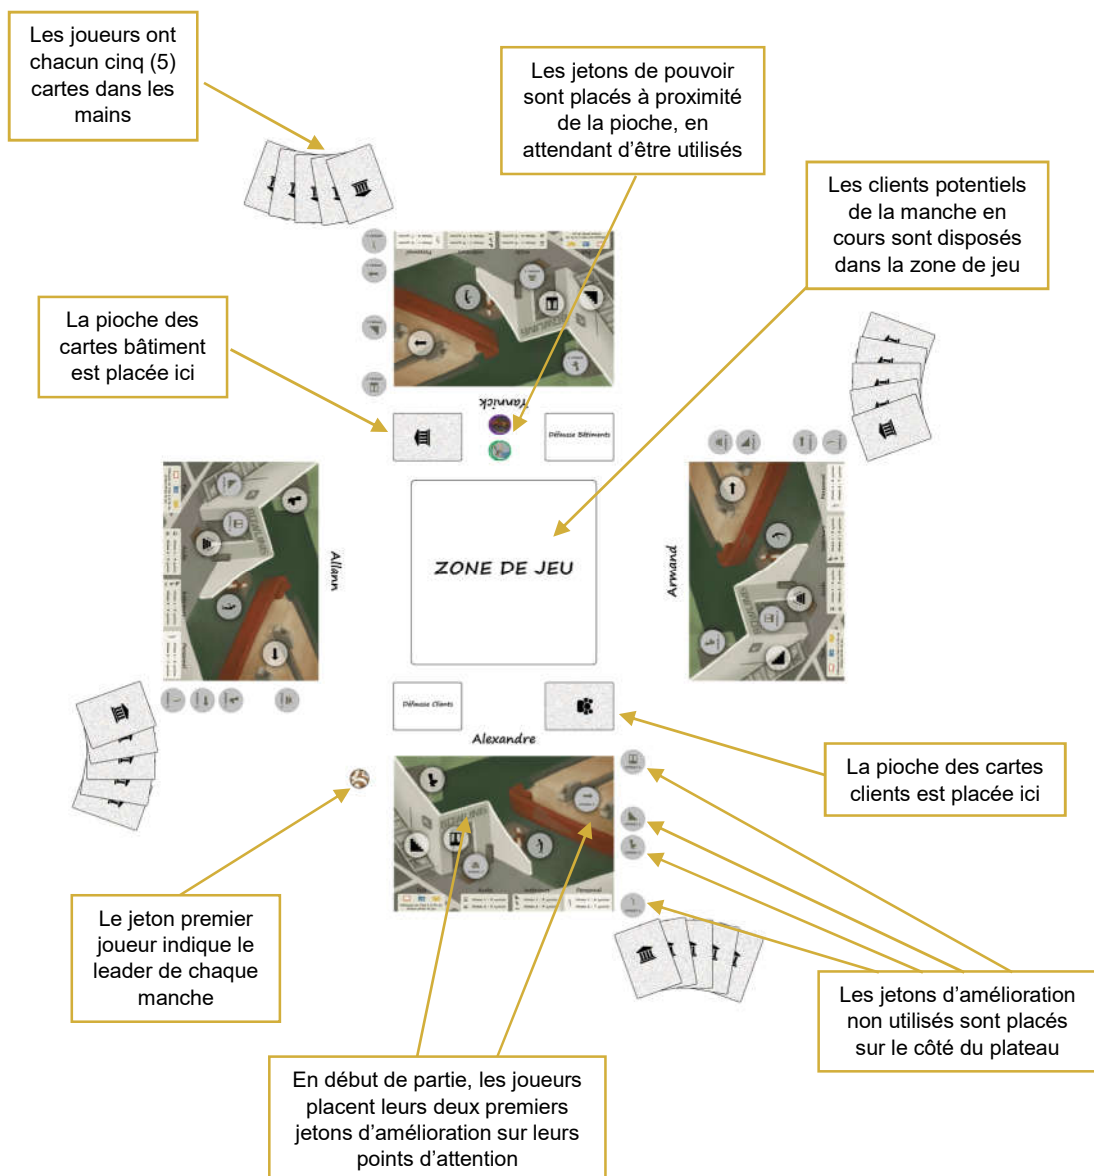 Les joueurs ont
chacun cinq (5)
cartes dans les
mains
Les jetons de pouvoir
sont placés à proximité
de la pioche, en
attendant d'être utilisés
Les clients potentiels
de la manche en
cours sont disposés
dans la zone de jeu
La pioche des
cartes bâtiment
est placée ici
Yannick
Défausse Bâtiments
Allann
ZONE DE JEU
Armand
Défausse Clients
Alexandre
La pioche des cartes
clients est placée ici
Le jeton premier
joueur indique le
leader de chaque
manche
Les jetons d'amélioration
non utilisés sont placés
sur le côté du plateau
En début de partie, les joueurs
placent leurs deux premiers
jetons d'amélioration sur leurs
points d'attention